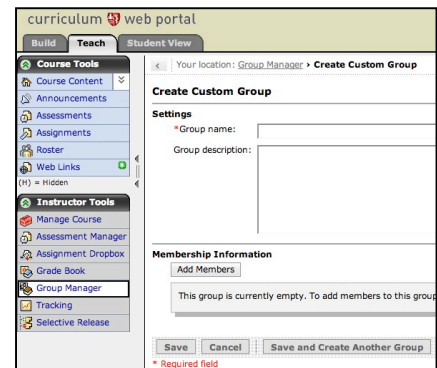 curriculum web portal
Build Teach Student View
Course Tools
Course Content
Announcements
Assessments
Assignments
Roster
Web Links
(H) = Hidden
Instructor Tools
Manage Course
Assessment Manager
Assignment Dropbox
Grade Book
Group Manager
Tracking
Selective Release
Your location: Group Manager › Create Custom Group
Create Custom Group
Settings
*Group name:
Group description:
Membership Information
Add Members
This group is currently empty. To add members to this group
Save Cancel Save and Create Another Group
* Required field